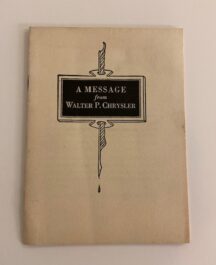 A MESSAGE
from
WALTER P. CHRYSLER